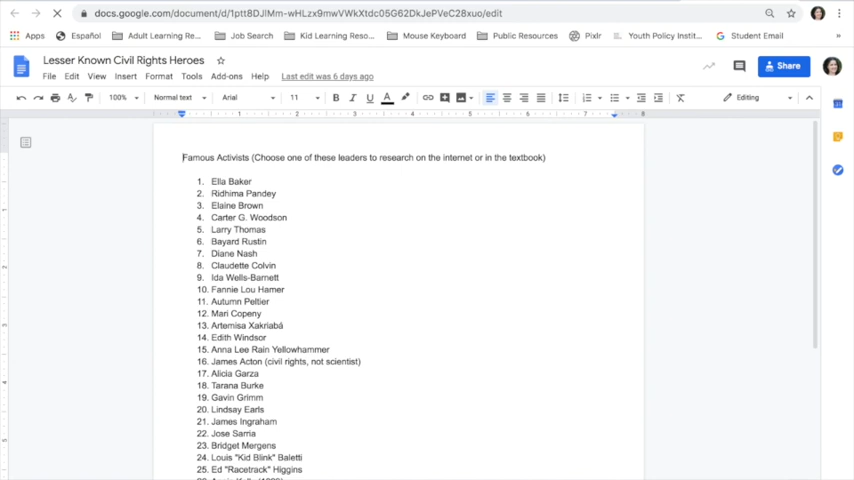 docs.google.com/document/d/1ptt8DJlMm-wHLzx9mwVWkXtdc05G62DkJePVeC28xuo/edit
Apps Español Adult Learning Re... Job Search Kid Learning Reso... Mouse Keyboard Public Resources Pixlr Youth Policy Instit... Student Email »
Lesser Known Civil Rights Heroes
File Edit View Insert Format Tools Add-ons Help Last edit was 6 days ago
Share
100% Normal text Arial 11 B I U A Editing
1 2 3 4 5 6 7
Famous Activists (Choose one of these leaders to research on the internet or in the textbook)
1. Ella Baker
2. Ridhima Pandey
3. Elaine Brown
4. Carter G. Woodson
5. Larry Thomas
6. Bayard Rustin
7. Diane Nash
8. Claudette Colvin
9. Ida Wells-Barnett
10. Fannie Lou Hamer
11. Autumn Peltier
12. Mari Copeny
13. Artemisa Xakriabá
14. Edith Windsor
15. Anna Lee Rain Yellowhammer
16. James Acton (civil rights, not scientist)
17. Alicia Garza
18. Tarana Burke
19. Gavin Grimm
20. Lindsay Earls
21. James Ingraham
22. Jose Sarria
23. Bridget Mergens
24. Louis "Kid Blink" Baletti
25. Ed "Racetrack" Higgins